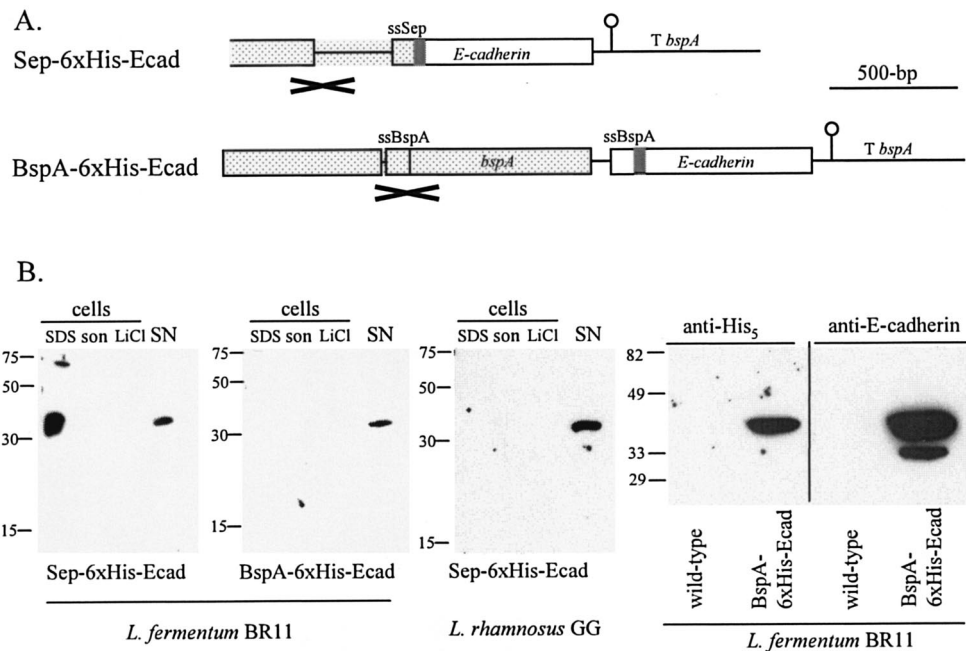 A.
ssSep
Sep-6xHis-Ecad
E-cadherin
T bspA
500-bp
ssBspA
ssBspA
BspA-6xHis-Ecad
bspA
E-cadherin
T bspA
B.
cells
SDS son LiCl SN
75
50
30
15
Sep-6xHis-Ecad
cells
SDS son LiCl SN
75
50
30
15
BspA-6xHis-Ecad
L. fermentum BR11
cells
SDS son LiCl SN
75
50
30
15
Sep-6xHis-Ecad
L. rhamnosus GG
anti-His5
anti-E-cadherin
82
49
33
29
wild-type
BspA-
6xHis-Ecad
wild-type
BspA-
6xHis-Ecad
L. fermentum BR11